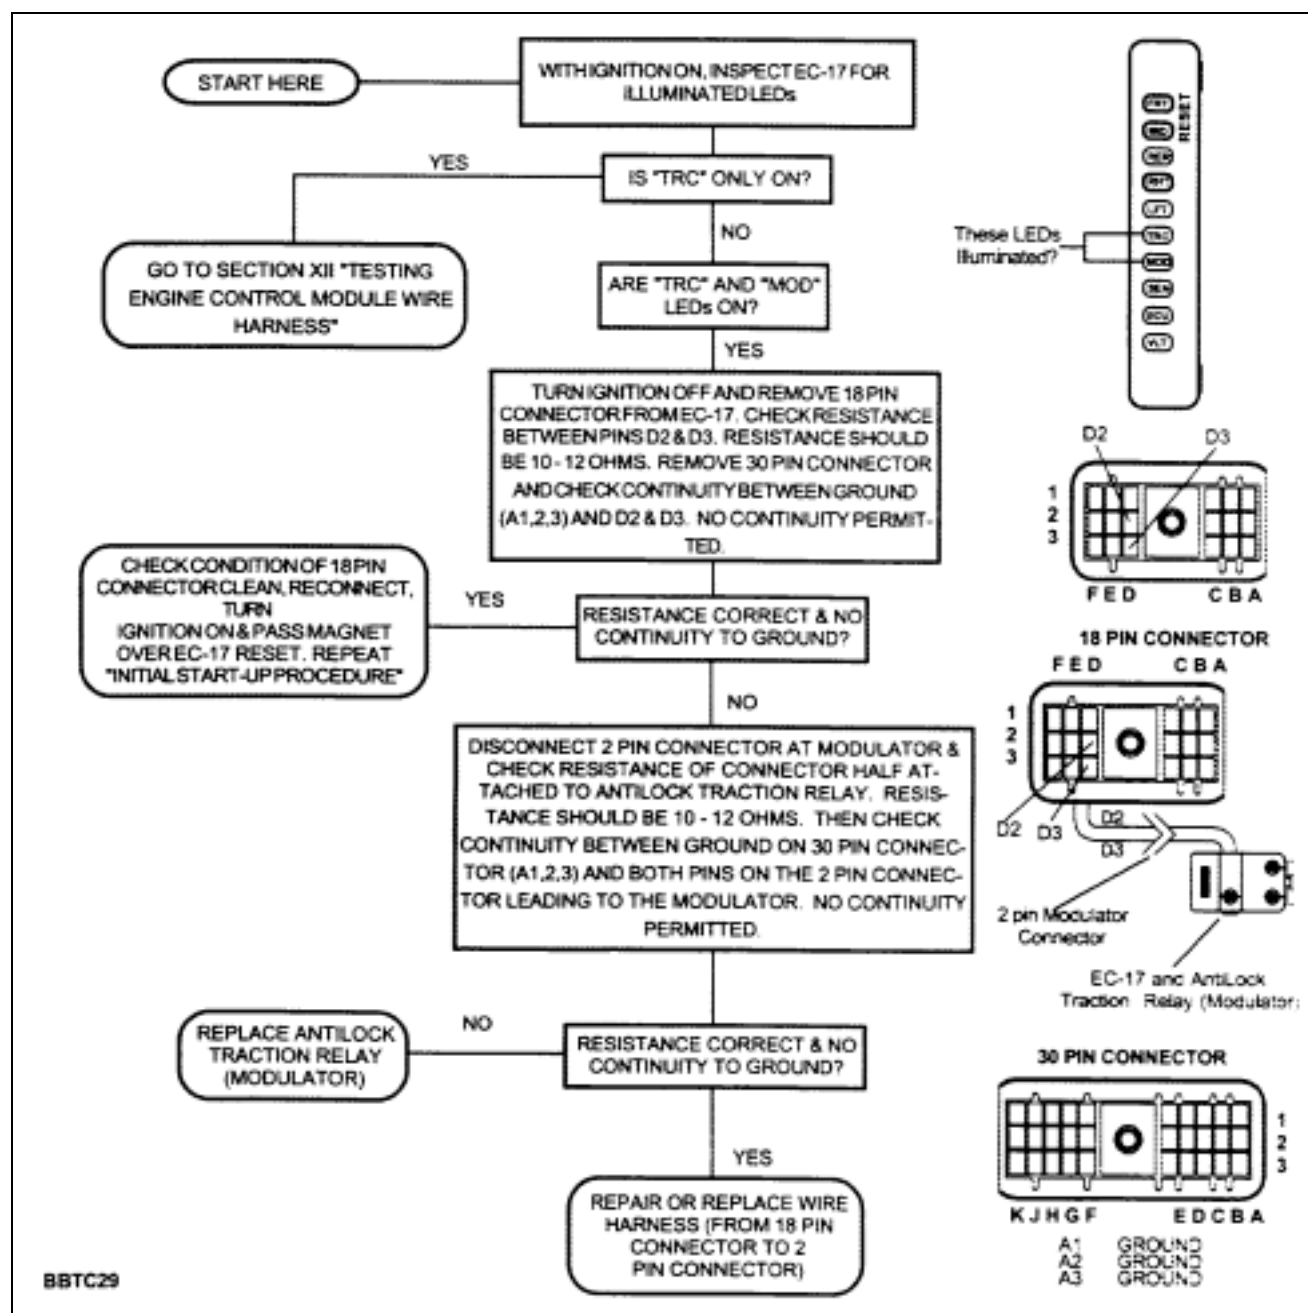 START HERE
WITH IGNITION ON, INSPECT EC-17 FOR
ILLUMINATED LEDs
YES
IS "TRC" ONLY ON?
NO
GO TO SECTION XII "TESTING
ENGINE CONTROL MODULE WIRE
HARNESS"
ARE "TRC" AND "MOD"
LEDs ON?
YES
TURN IGNITION OFF AND REMOVE 18 PIN
CONNECTOR FROM EC-17. CHECK RESISTANCE
BETWEEN PINS D2 & D3. RESISTANCE SHOULD
BE 10 - 12 OHMS. REMOVE 30 PIN CONNECTOR
AND CHECK CONTINUITY BETWEEN GROUND
(A1,2,3) AND D2 & D3. NO CONTINUITY PERMIT-
TED.
CHECK CONDITION OF 18 PIN
CONNECTOR CLEAN, RECONNECT,
TURN
IGNITION ON & PASS MAGNET
OVER EC-17 RESET. REPEAT
"INITIAL START-UP PROCEDURE"
YES
RESISTANCE CORRECT & NO
CONTINUITY TO GROUND?
NO
DISCONNECT 2 PIN CONNECTOR AT MODULATOR &
CHECK RESISTANCE OF CONNECTOR HALF AT-
TACHED TO ANTILOCK TRACTION RELAY. RESIS-
TANCE SHOULD BE 10 - 12 OHMS. THEN CHECK
CONTINUITY BETWEEN GROUND ON 30 PIN CONNEC-
TOR (A1,2,3) AND BOTH PINS ON THE 2 PIN CONNEC-
TOR LEADING TO THE MODULATOR. NO CONTINUITY
PERMITTED.
REPLACE ANTILOCK
TRACTION RELAY
(MODULATOR)
NO
RESISTANCE CORRECT & NO
CONTINUITY TO GROUND?
YES
REPAIR OR REPLACE WIRE
HARNESS (FROM 18 PIN
CONNECTOR TO 2
PIN CONNECTOR)
BBTC29
RESET
TRC
MOD
SEN
ECU
VLT
These LEDs
Illuminated?
D2 D3
1
2
3
F E D C B A
18 PIN CONNECTOR
F E D C B A
1
2
3
D2 D3
D2
D3
2 pin Modulator
Connector
EC-17 and AntiLock
Traction Relay (Modulator)
30 PIN CONNECTOR
1
2
3
K J H G F E D C B A
A1 GROUND
A2 GROUND
A3 GROUND